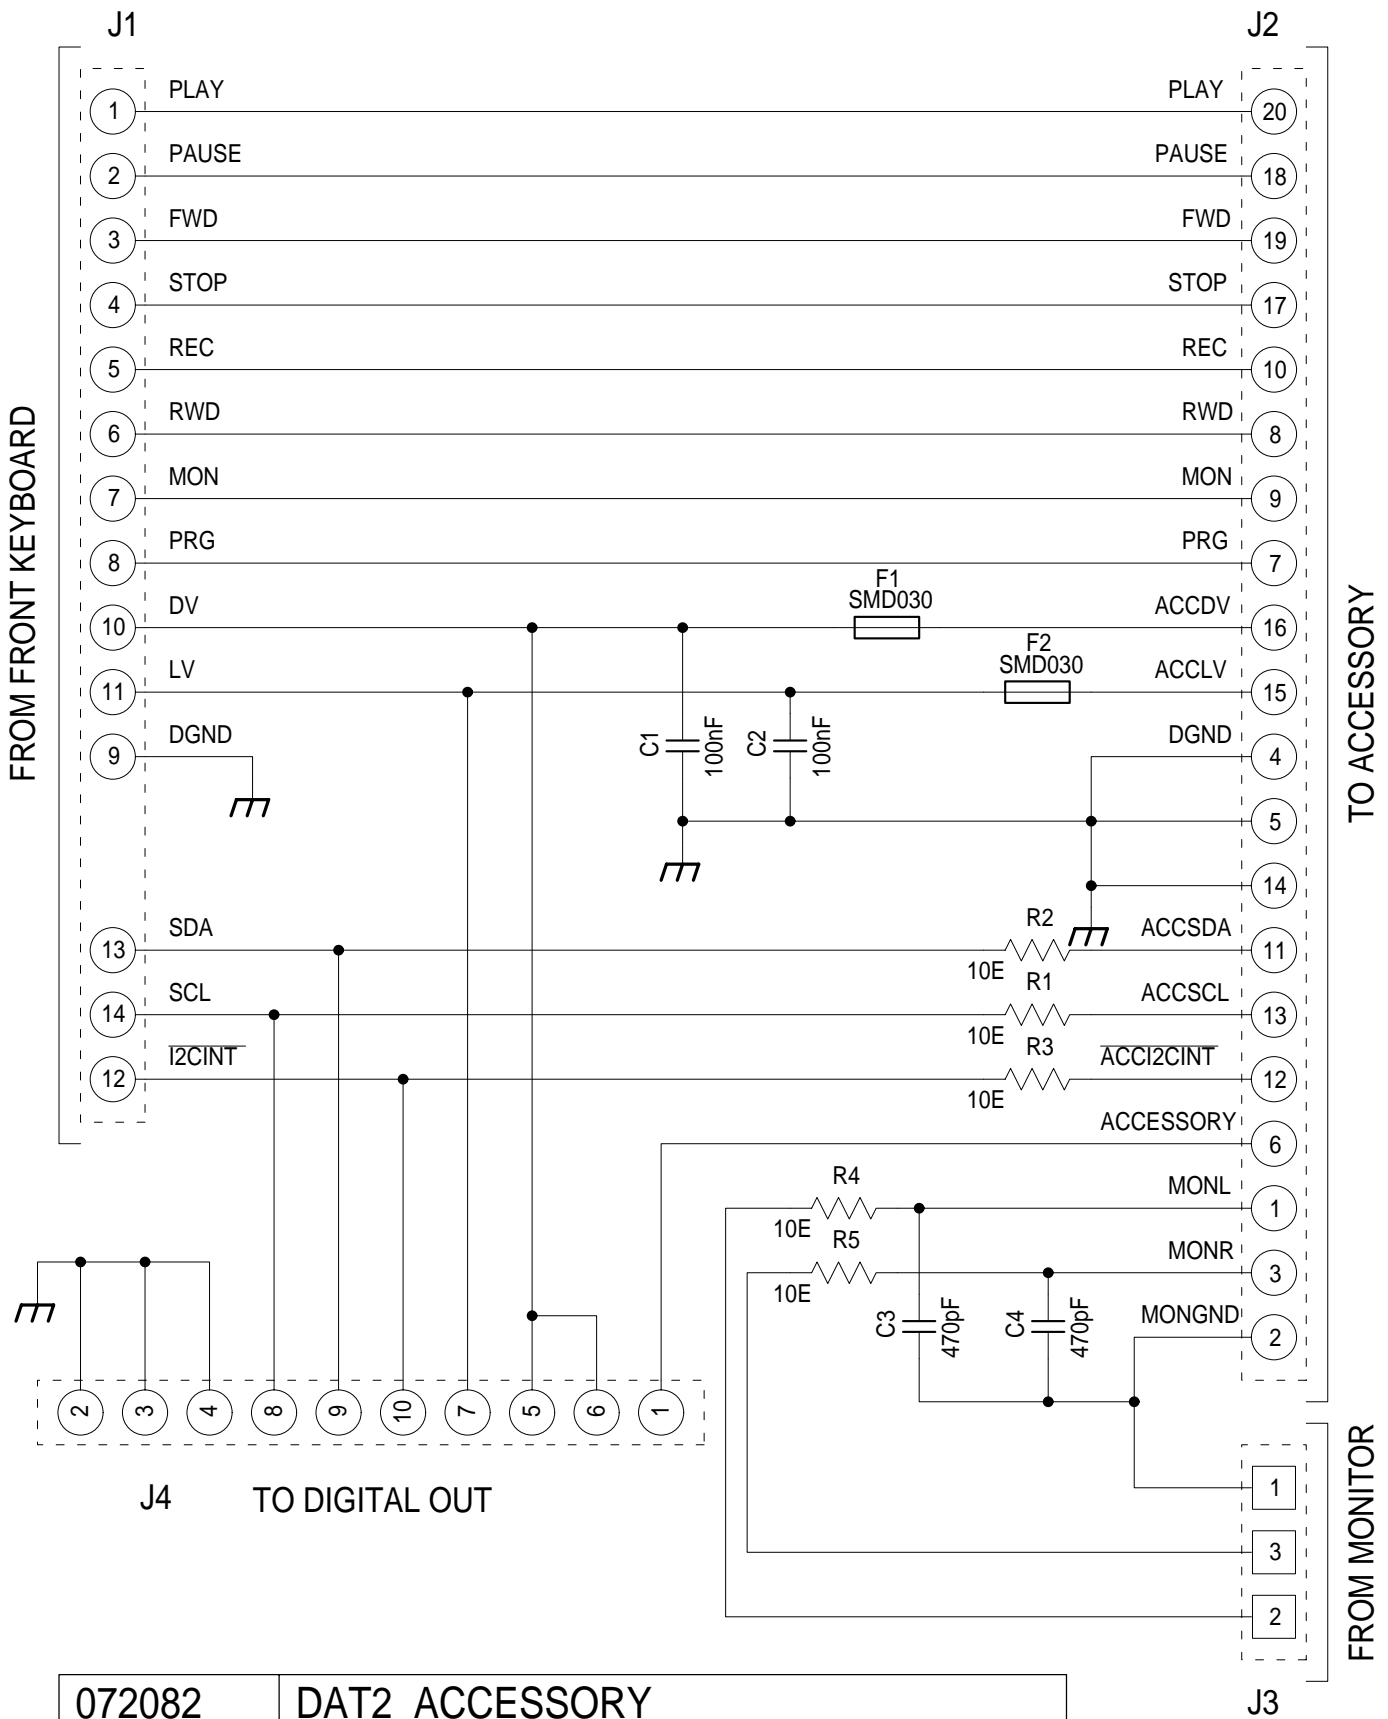 J1 J2
PLAY PLAY
1 20
PAUSE PAUSE
2 18
FWD FWD
3 19
STOP STOP
4 17
REC REC
5 10
RWD RWD
6 8
MON MON
7 9
PRG PRG
8 7
F1
SMD030
DV ACCDV
10 16
F2
SMD030
LV ACCLV
11 15
DGND DGND
9 4
C1 100nF C2 100nF
5
14
SDA R2 ACCSDA
13 11
10E
SCL R1 ACCSCL
14 13
10E
I2CINT R3 ACCI2CINT
12 12
10E
ACCESSORY
6
R4 MONL
1
10E
R5 MONR
3
10E
C3 470pF C4 470pF
MONGND
2
2 3 4 8 9 10 7 5 6 1
J4 TO DIGITAL OUT
1
3
2
J3
FROM FRONT KEYBOARD
TO ACCESSORY
FROM MONITOR
072082 DAT2 ACCESSORY